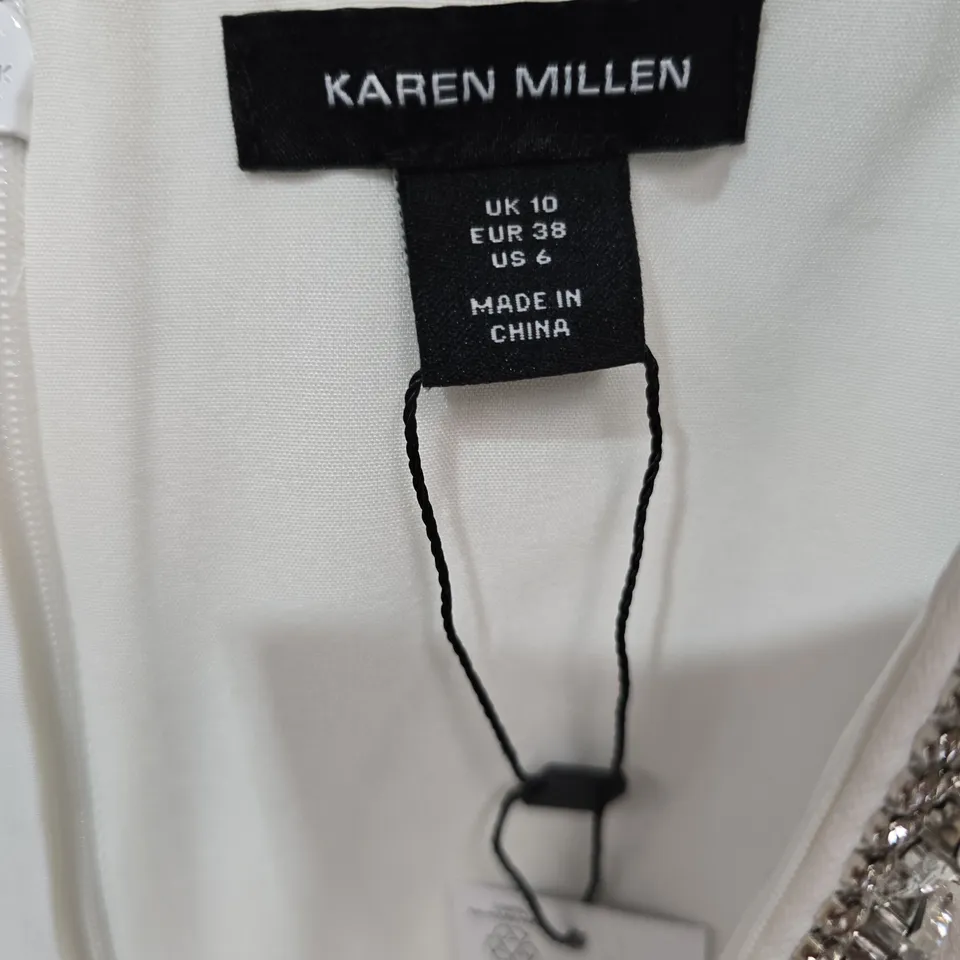 KAREN MILLEN
UK 10
EUR 38
US 6
MADE IN
CHINA